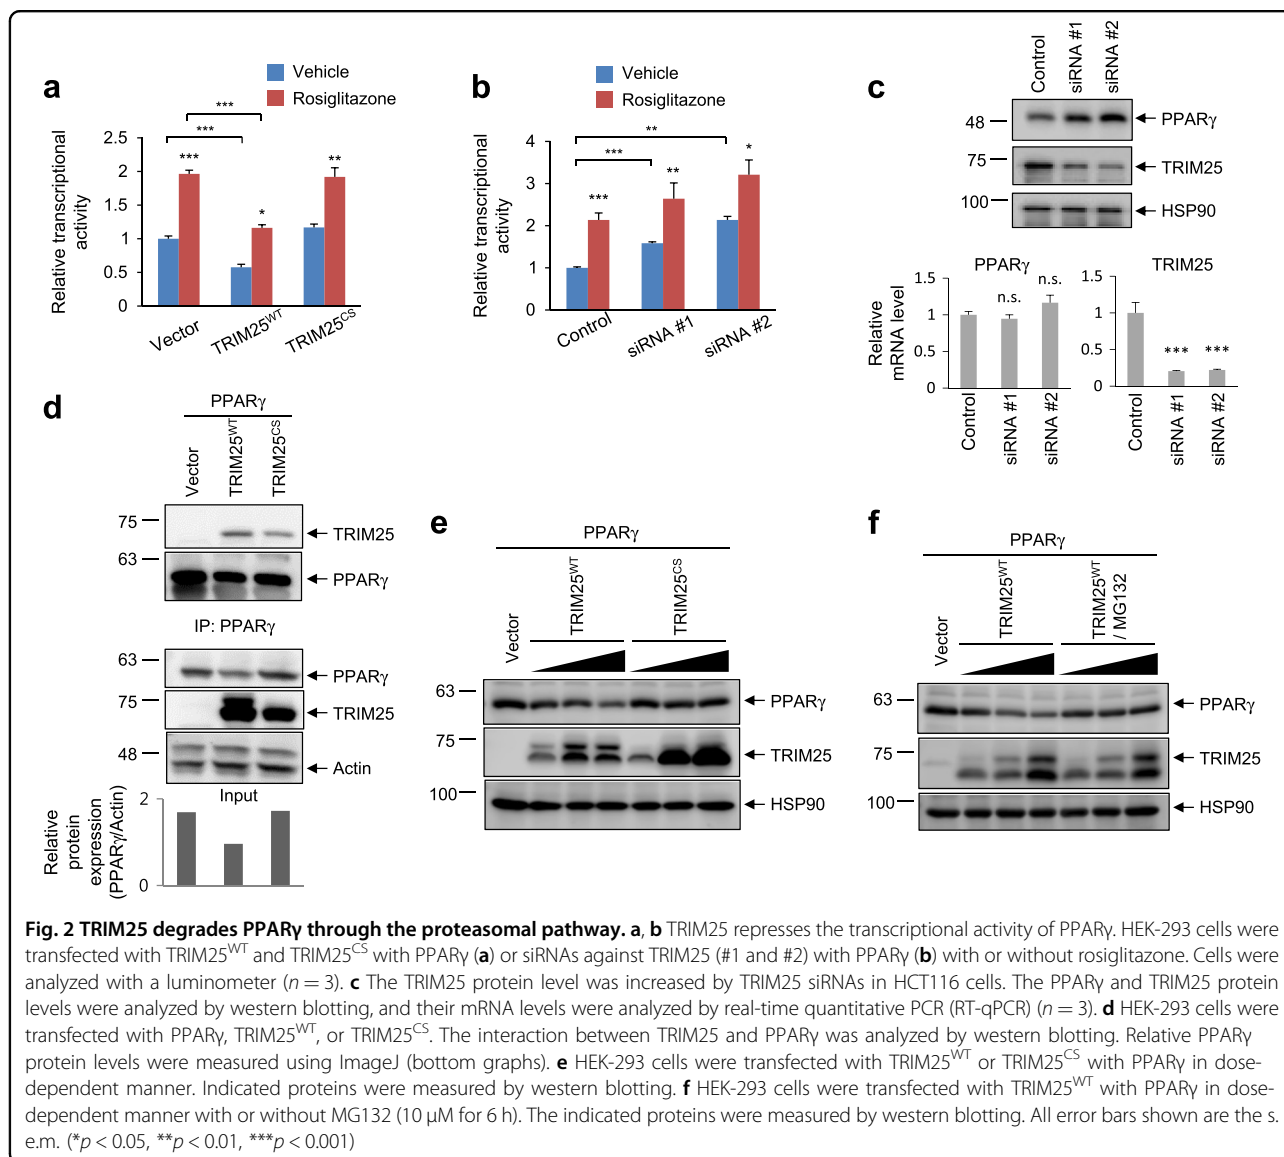 a
Vehicle
Rosiglitazone
Relative transcriptional
activity
2.5
2
1.5
1
0.5
0
***
***
***
*
**
Vector
TRIM25WT
TRIM25CS
b
Vehicle
Rosiglitazone
Relative transcriptional
activity
4
3
2
1
0
**
***
***
**
*
Control
siRNA #1
siRNA #2
c
Control
siRNA #1
siRNA #2
48
PPARγ
75
TRIM25
100
HSP90
PPARγ
Relative
mRNA level
1.5
1
0.5
0
n.s.
n.s.
Control
siRNA #1
siRNA #2
TRIM25
1.5
1
0.5
0
***
***
Control
siRNA #1
siRNA #2
d
PPARγ
Vector
TRIM25WT
TRIM25CS
75
TRIM25
63
PPARγ
IP: PPARγ
63
PPARγ
75
TRIM25
48
Actin
Input
Relative
protein
expression
(PPARγ/Actin)
2
0
e
PPARγ
Vector
TRIM25WT
TRIM25CS
63
PPARγ
75
TRIM25
100
HSP90
f
PPARγ
Vector
TRIM25WT
TRIM25WT
/ MG132
63
PPARγ
75
TRIM25
100
HSP90
Fig. 2 TRIM25 degrades PPARγ through the proteasomal pathway. a, b TRIM25 represses the transcriptional activity of PPARγ. HEK-293 cells were
transfected with TRIM25WT and TRIM25CS with PPARγ (a) or siRNAs against TRIM25 (#1 and #2) with PPARγ (b) with or without rosiglitazone. Cells were
analyzed with a luminometer (n = 3). c The TRIM25 protein level was increased by TRIM25 siRNAs in HCT116 cells. The PPARγ and TRIM25 protein
levels were analyzed by western blotting, and their mRNA levels were analyzed by real-time quantitative PCR (RT-qPCR) (n = 3). d HEK-293 cells were
transfected with PPARγ, TRIM25WT, or TRIM25CS. The interaction between TRIM25 and PPARγ was analyzed by western blotting. Relative PPARγ
protein levels were measured using ImageJ (bottom graphs). e HEK-293 cells were transfected with TRIM25WT or TRIM25CS with PPARγ in dose-
dependent manner. Indicated proteins were measured by western blotting. f HEK-293 cells were transfected with TRIM25WT with PPARγ in dose-
dependent manner with or without MG132 (10 μM for 6 h). The indicated proteins were measured by western blotting. All error bars shown are the s.
e.m. (*p < 0.05, **p < 0.01, ***p < 0.001)